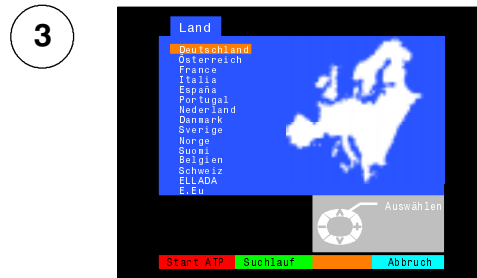 3
Land
Deutschland
Österreich
France
Italia
España
Portugal
Nederland
Danmark
Sverige
Norge
Suomi
Belgien
Schweiz
ELLADA
E.Eu
Auswählen
Start ATP Suchlauf Abbruch